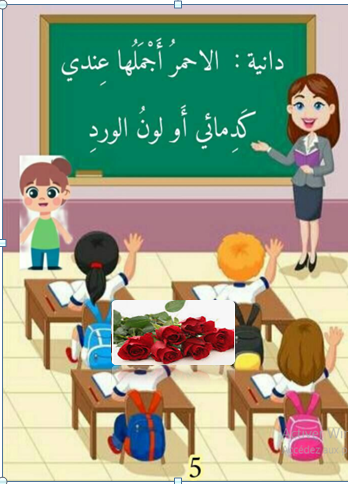 دانية : الاحمرُ أَجْمَلُها عِندي
كَدِمائي أَو لونُ الوردِ
5